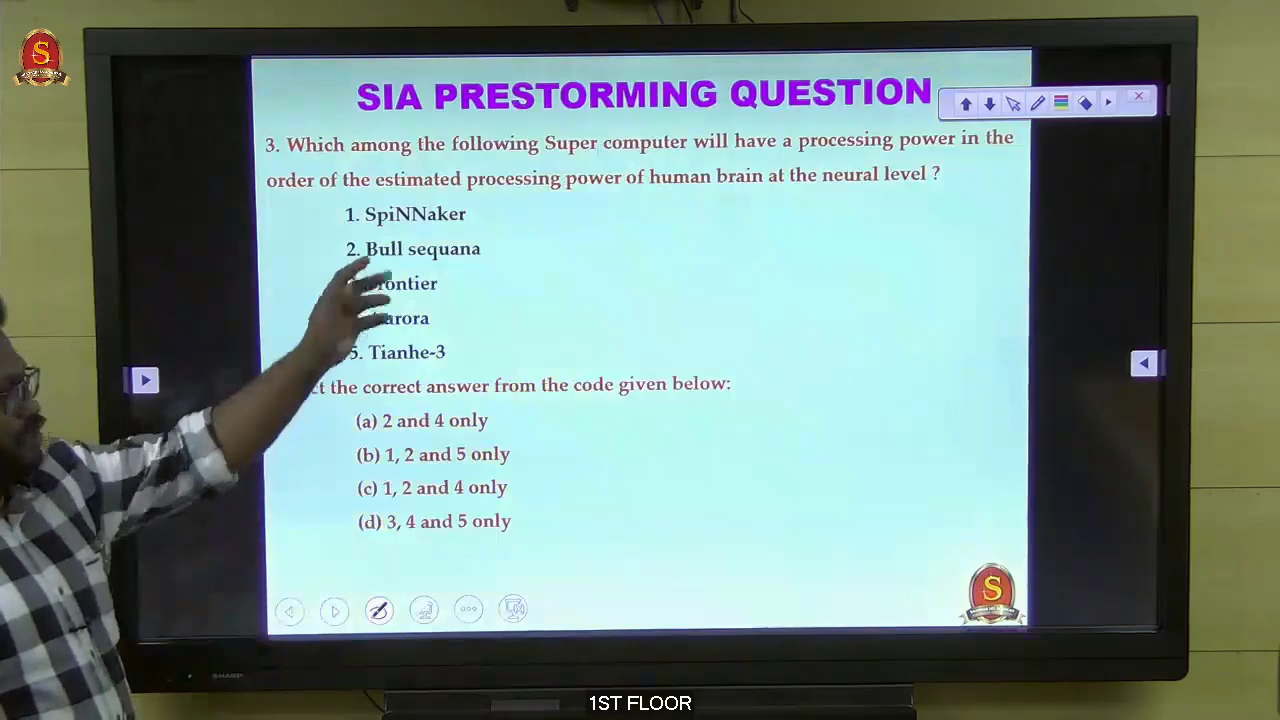 S
SIA PRESTORMING QUESTION
3. Which among the following Super computer will have a processing power in the
order of the estimated processing power of human brain at the neural level ?
1. SpiNNaker
2. Bull sequana
rontier
rora
5. Tianhe-3
the correct answer from the code given below:
(a) 2 and 4 only
(b) 1, 2 and 5 only
(c) 1, 2 and 4 only
(d) 3, 4 and 5 only
S
SHARP
1ST FLOOR